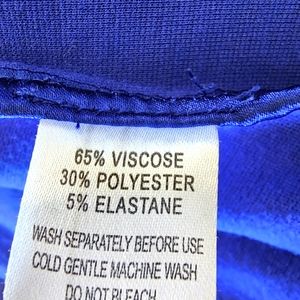 65% VISCOSE
30% POLYESTER
5% ELASTANE
WASH SEPARATELY BEFORE USE
COLD GENTLE MACHINE WASH
DO NOT BLEACH